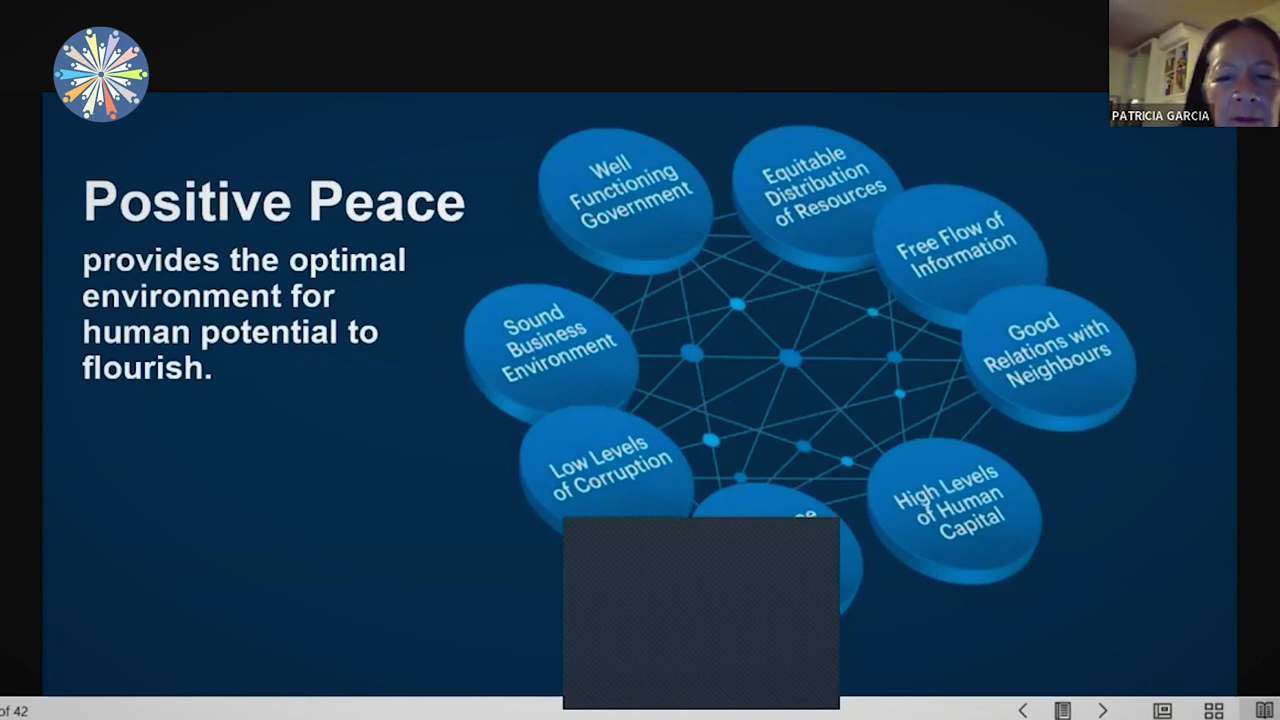 PATRICIA GARCIA
Positive Peace
provides the optimal
environment for
human potential to
flourish.
Well
Functioning
Government
Equitable
Distribution
of Resources
Free Flow of
Information
Good
Relations with
Neighbours
High Levels
of Human
Capital
Low Levels
of Corruption
Sound
Business
Environment
of 42